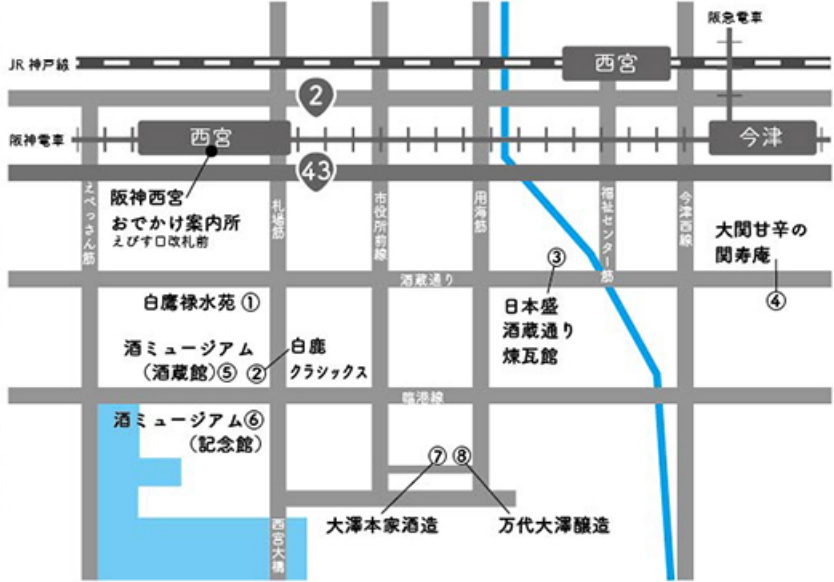 阪急電車
JR 神戸線
西宮
2
阪神電車
西宮
今津
43
阪神西宮
おでかけ案内所
えびす口改札前
えべっさん筋
札場筋
市役所前線
用海筋
福祉センター筋
今津西線
大関甘辛の
関寿庵
④
③
酒蔵通り
白鷹禄水苑①
日本盛
酒蔵通り
煉瓦館
酒ミュージアム
(酒蔵館)⑤
②
白鹿
クラシックス
臨港線
酒ミュージアム⑥
(記念館)
⑦
⑧
大澤本家酒造
万代大澤醸造
西宮大橋